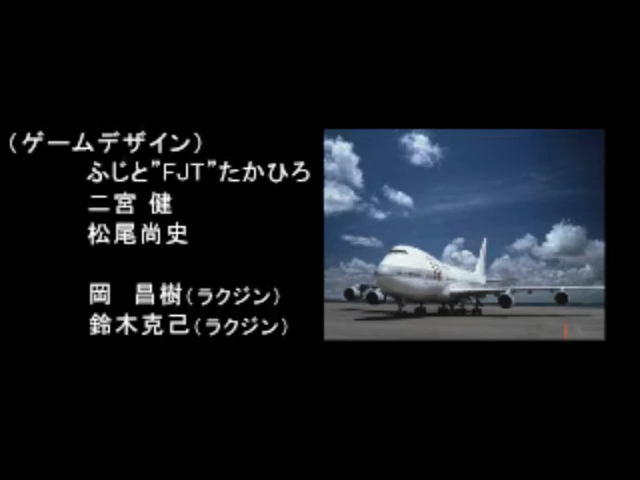 （ゲームデザイン）
ふじと”FJT”たかひろ
二宮 健
松尾尚史
岡　昌樹（ラクジン）
鈴木克己（ラクジン）